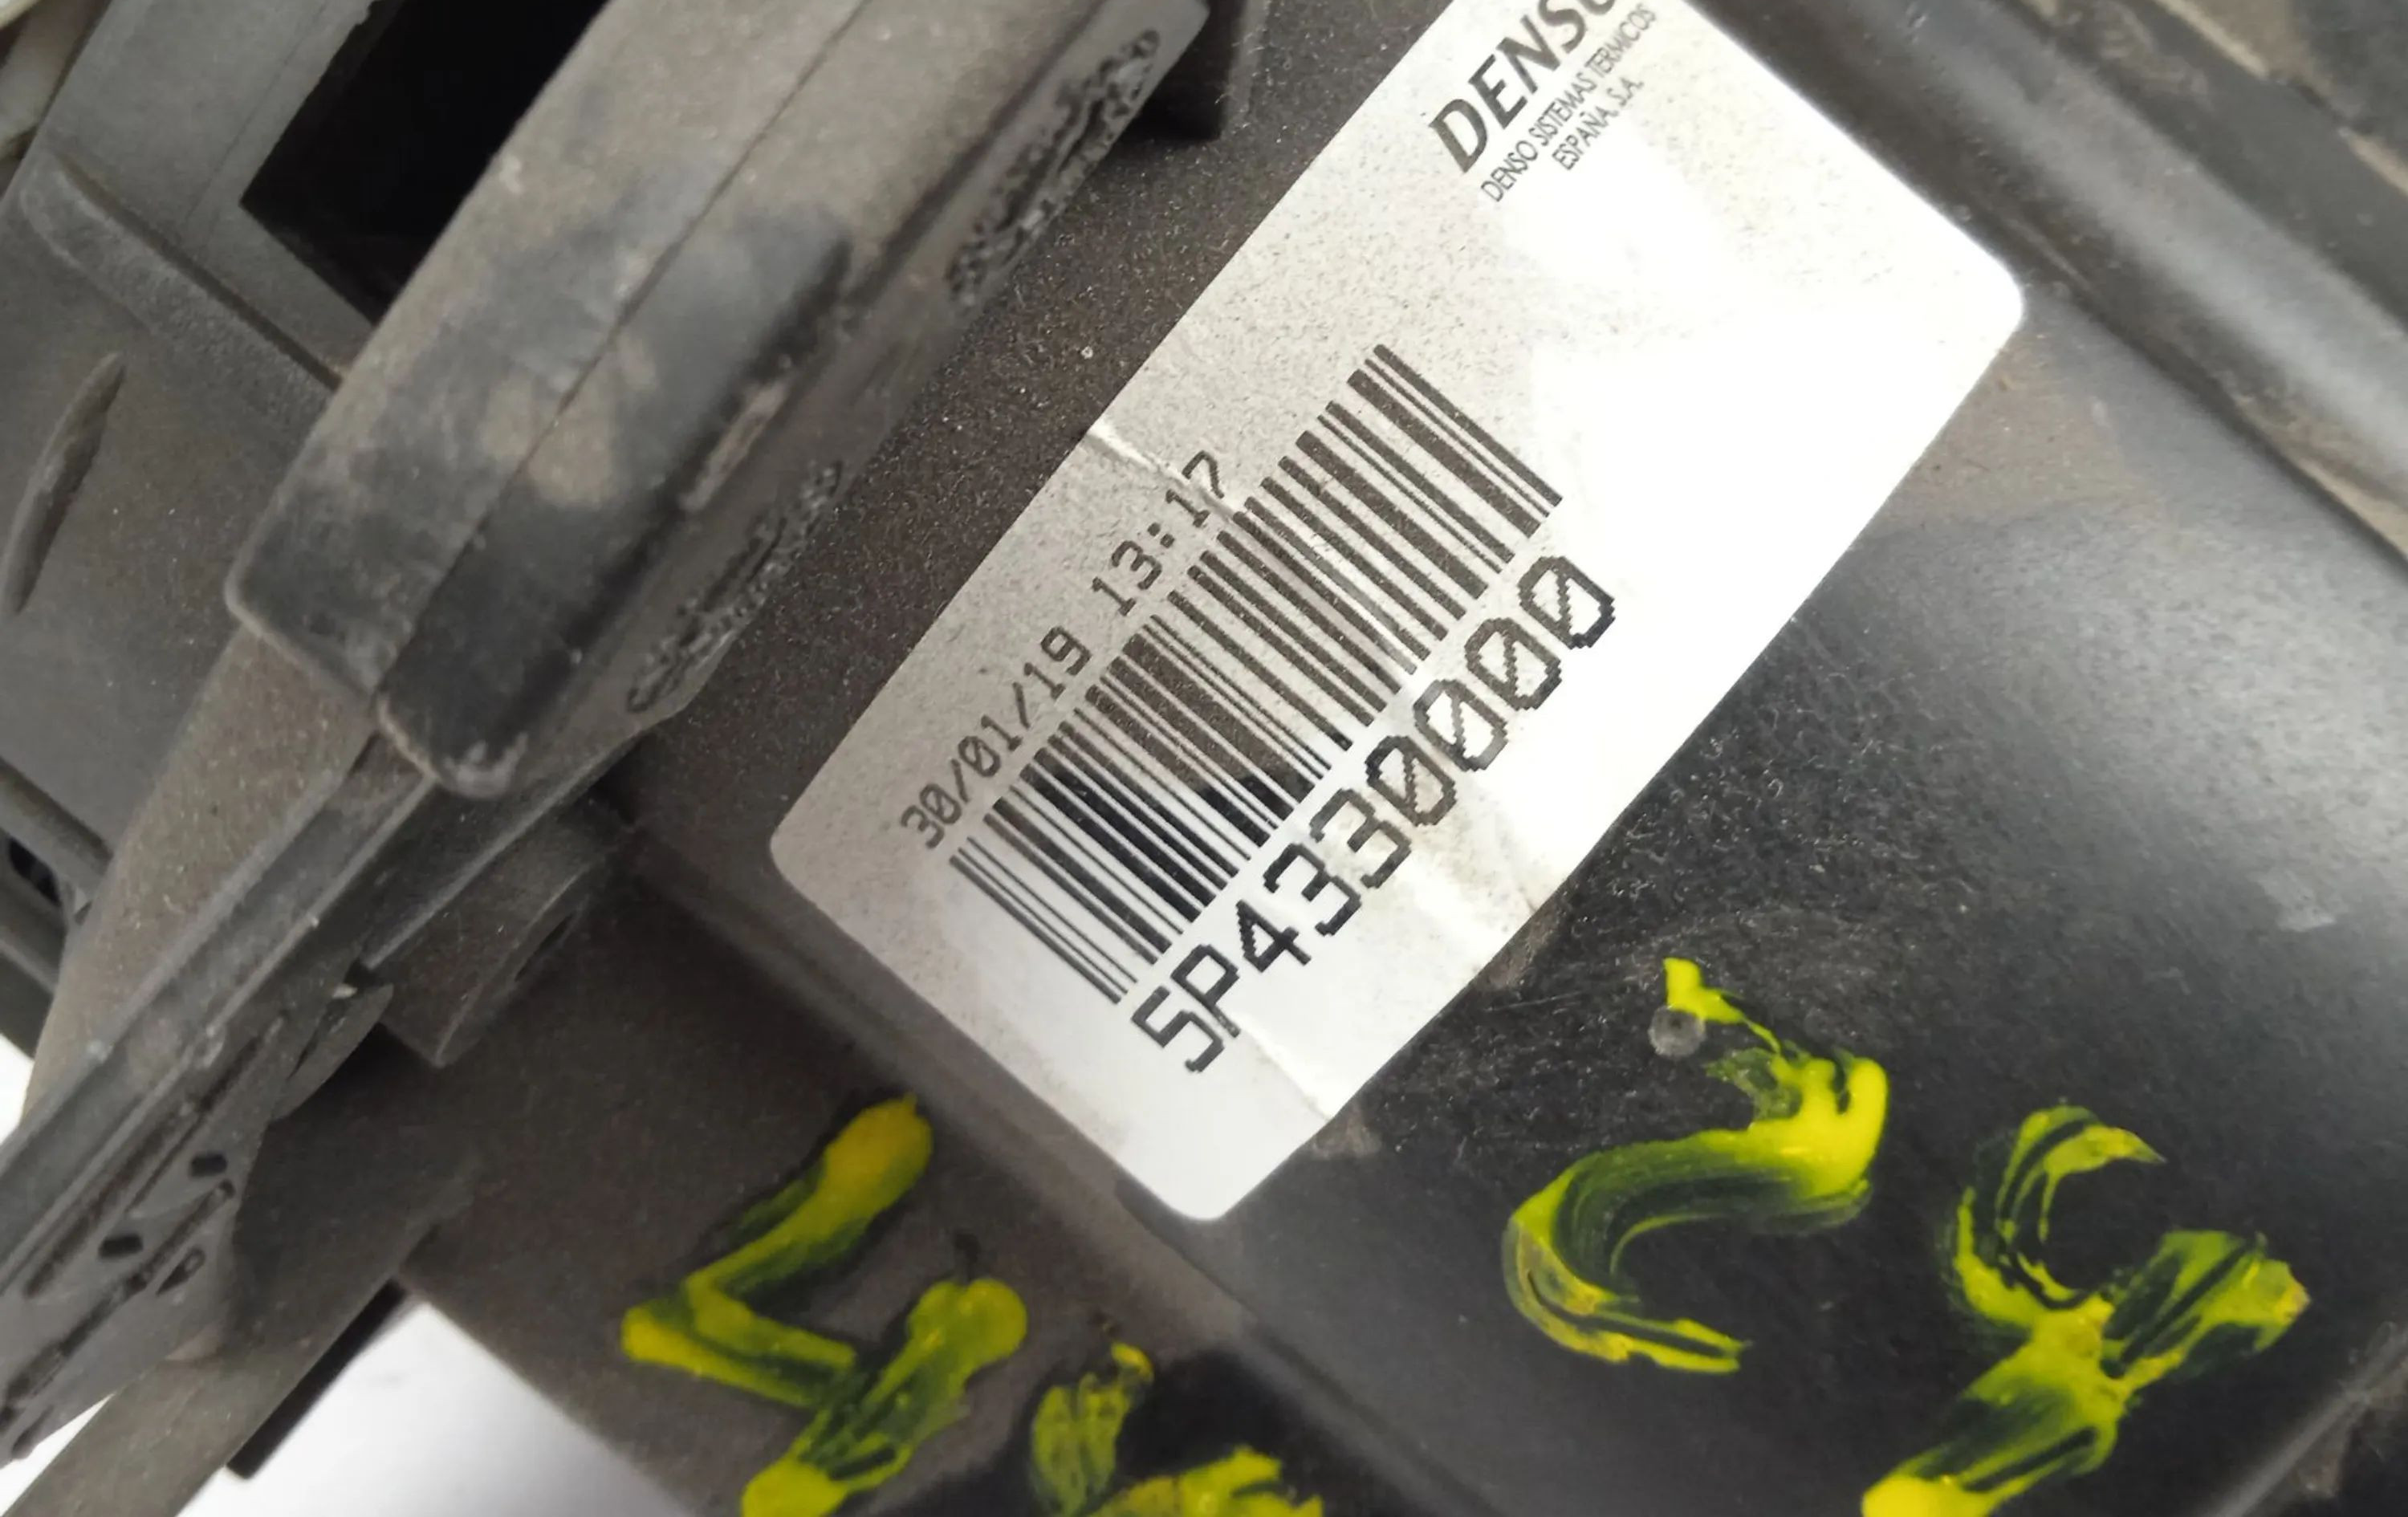 DENSO
DENSO SISTEMAS TERMICOS
ESPAÑA, S.A.
30/01/19 13:17
5P4330000